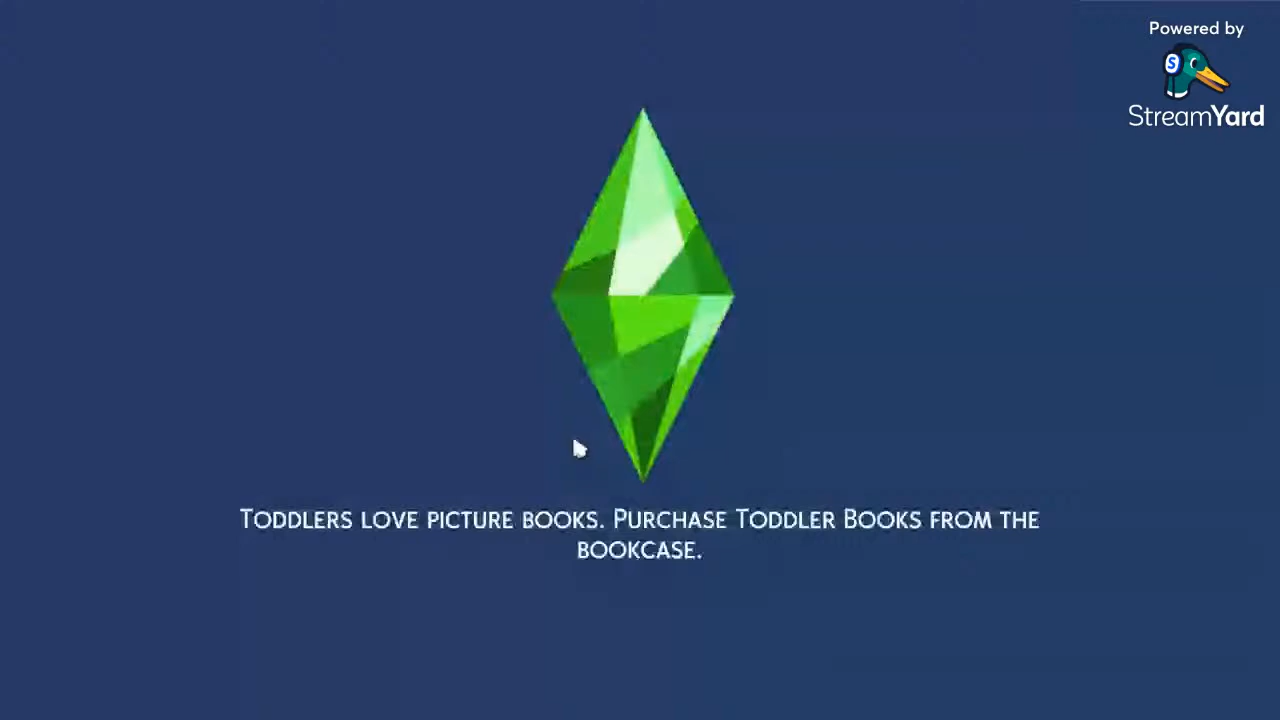 Powered by
S
StreamYard
Toddlers love picture books. Purchase Toddler Books from the
bookcase.